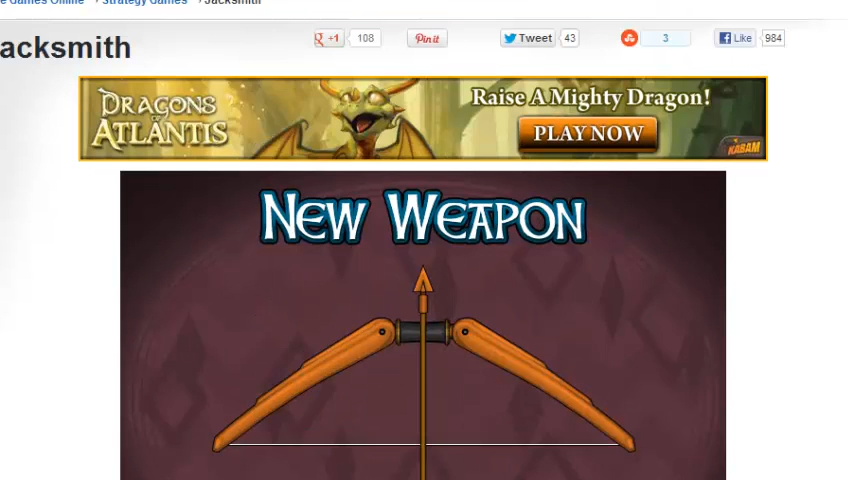 e Games Online Strategy Games Jacksmith
acksmith
g +1 108 Pin it Tweet 43 3 Like 984
DRAGONS OF ATLANTIS
Raise A Mighty Dragon!
PLAY NOW
KABAM
NEW WEAPON